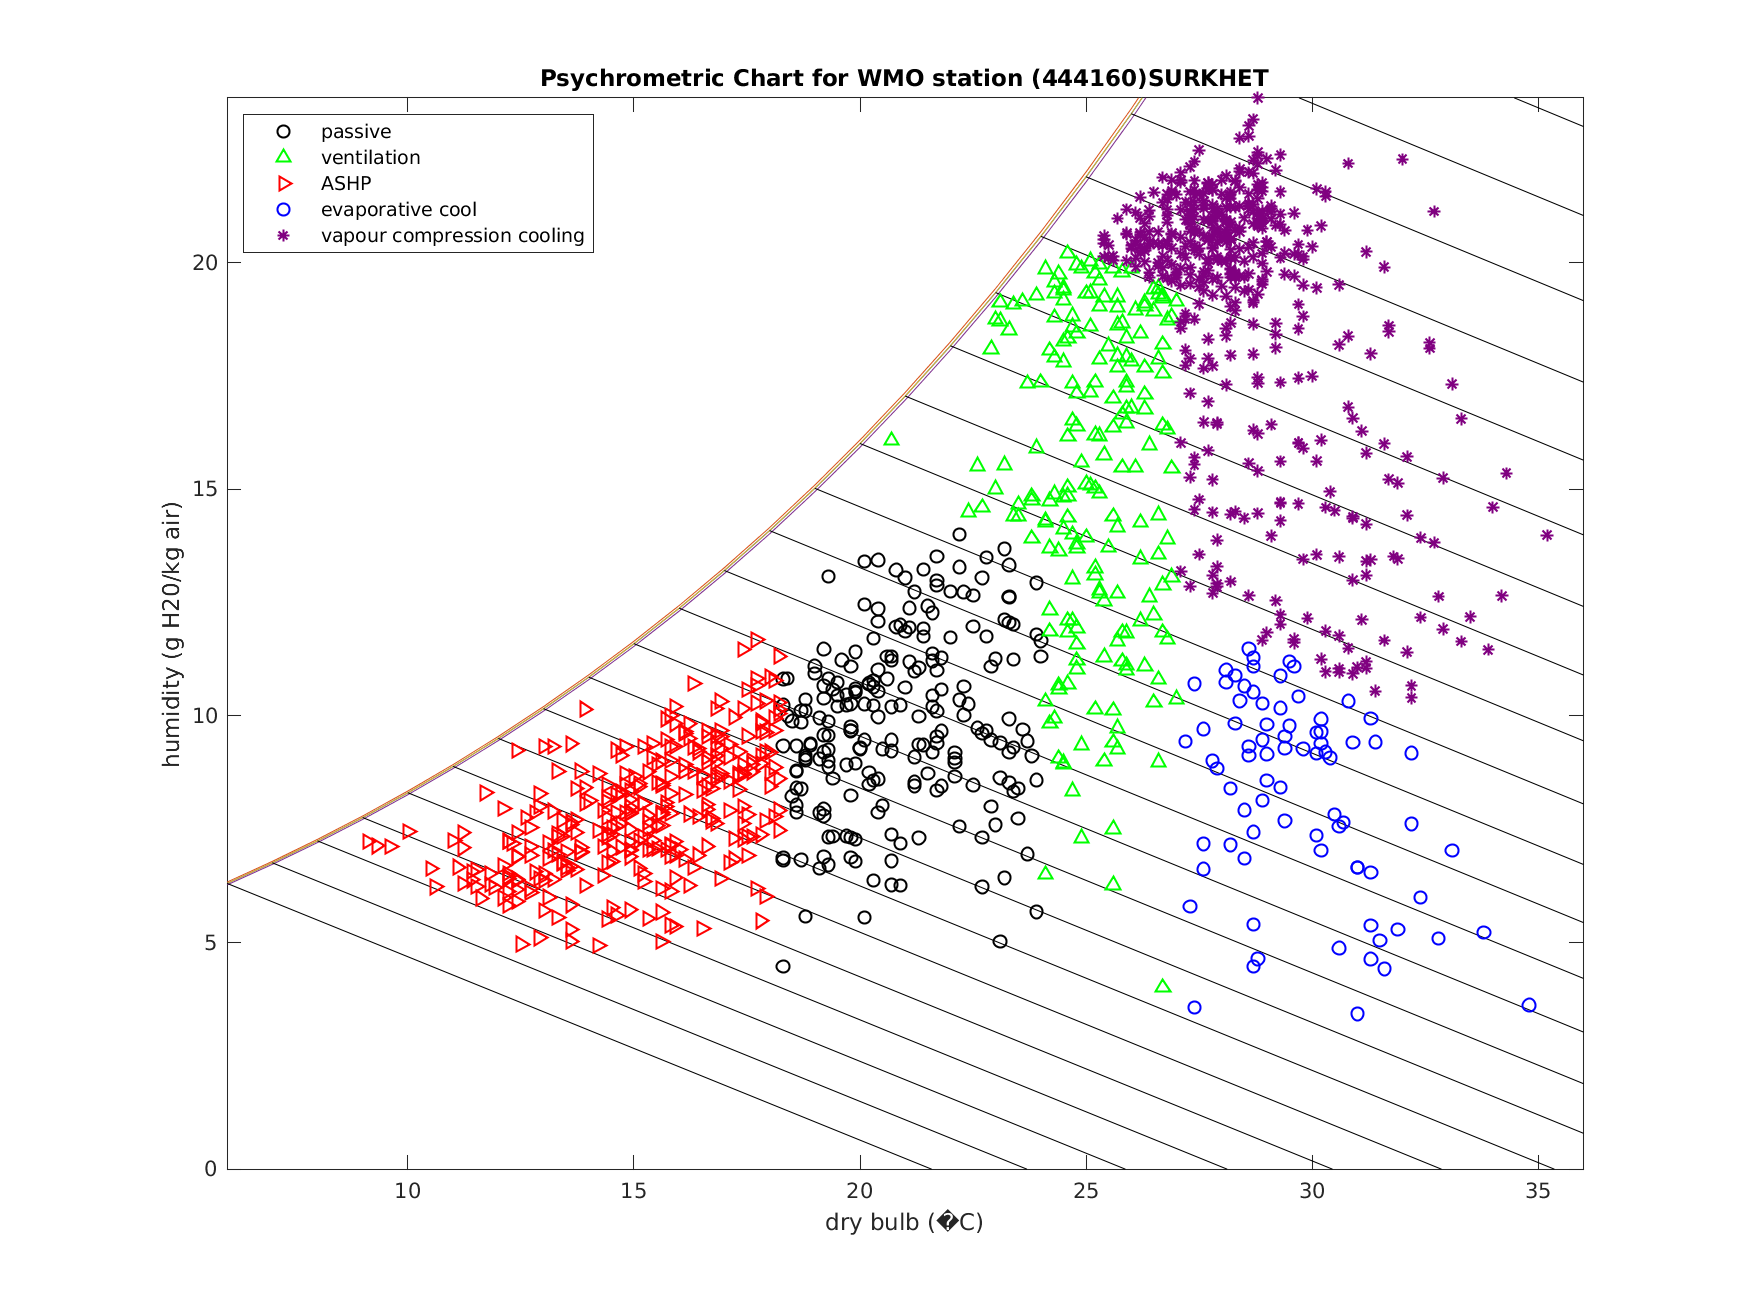 Psychrometric Chart for WMO station (444160)SURKHET
passive
ventilation
ASHP
evaporative cool
vapour compression cooling
20
15
10
5
0
humidity (g H20/kg air)
10 15 20 25 30 35
dry bulb (�C)